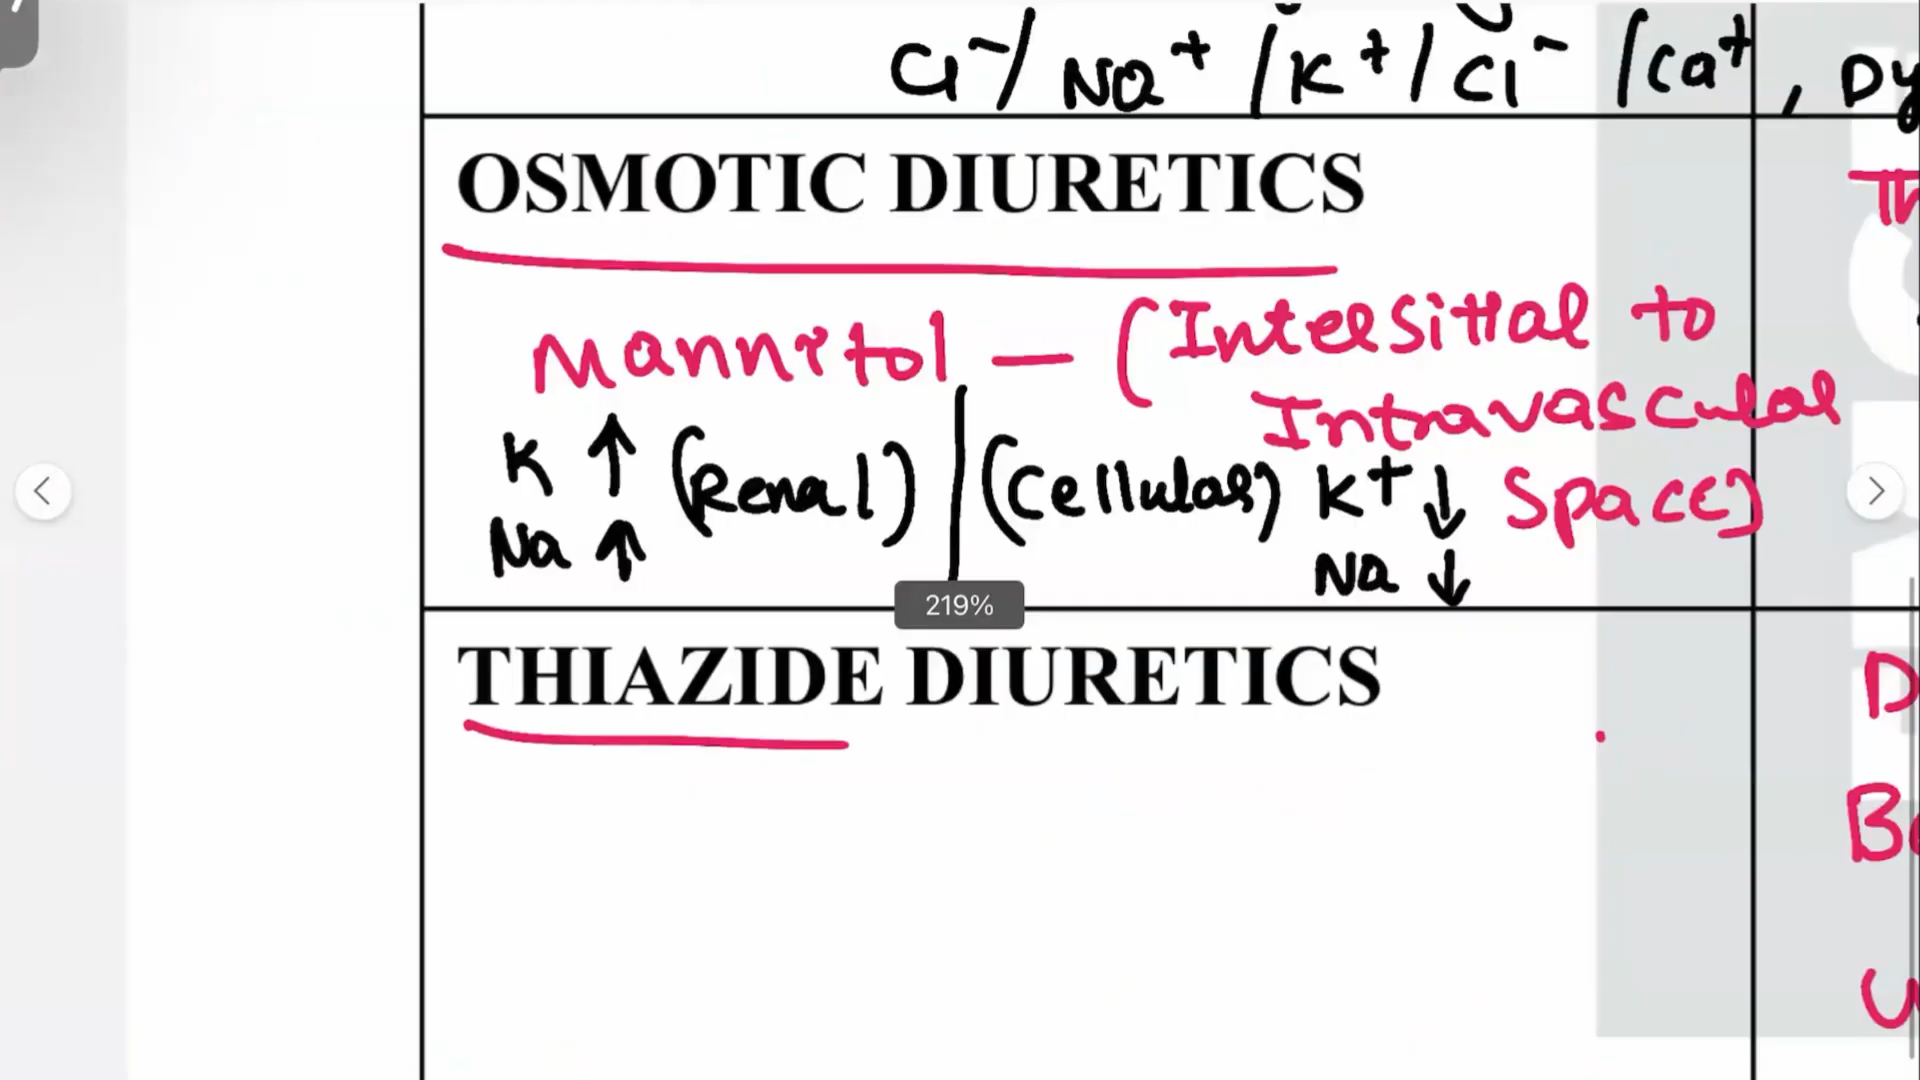 Cl⁻/ Na⁺ /K⁺/ Cl⁻ /Ca⁺, Dy
OSMOTIC DIURETICS
Mannitol — (Intersittal to
Intravascular
Space)
K ↑ (Renal) | (Cellular) K+ ↓
Na ↑ Na ↓
219%
THIAZIDE DIURETICS